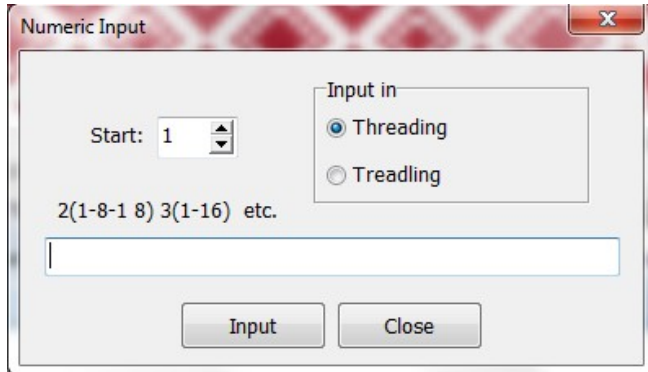 Numeric Input
Input in
Start: 1
Threading
Treadling
2(1-8-1 8) 3(1-16) etc.
Input
Close